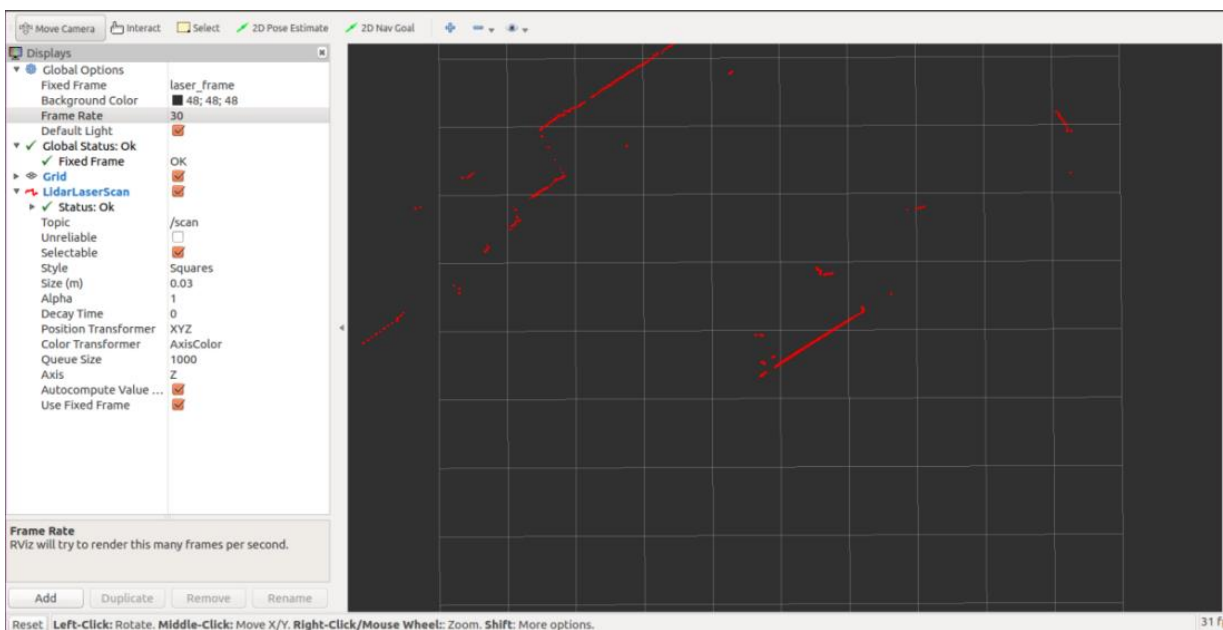 Move Camera Interact Select 2D Pose Estimate 2D Nav Goal
Displays
Global Options
Fixed Frame laser_frame
Background Color 48; 48; 48
Frame Rate 30
Default Light
Global Status: Ok
Fixed Frame OK
Grid
LidarLaserScan
Status: Ok
Topic /scan
Unreliable
Selectable
Style Squares
Size (m) 0.03
Alpha 1
Decay Time 0
Position Transformer XYZ
Color Transformer AxisColor
Queue Size 1000
Axis Z
Autocompute Value ...
Use Fixed Frame
Frame Rate
RViz will try to render this many frames per second.
Add Duplicate Remove Rename
Reset Left-Click: Rotate. Middle-Click: Move X/Y. Right-Click/Mouse Wheel:: Zoom. Shift: More options. 31 f